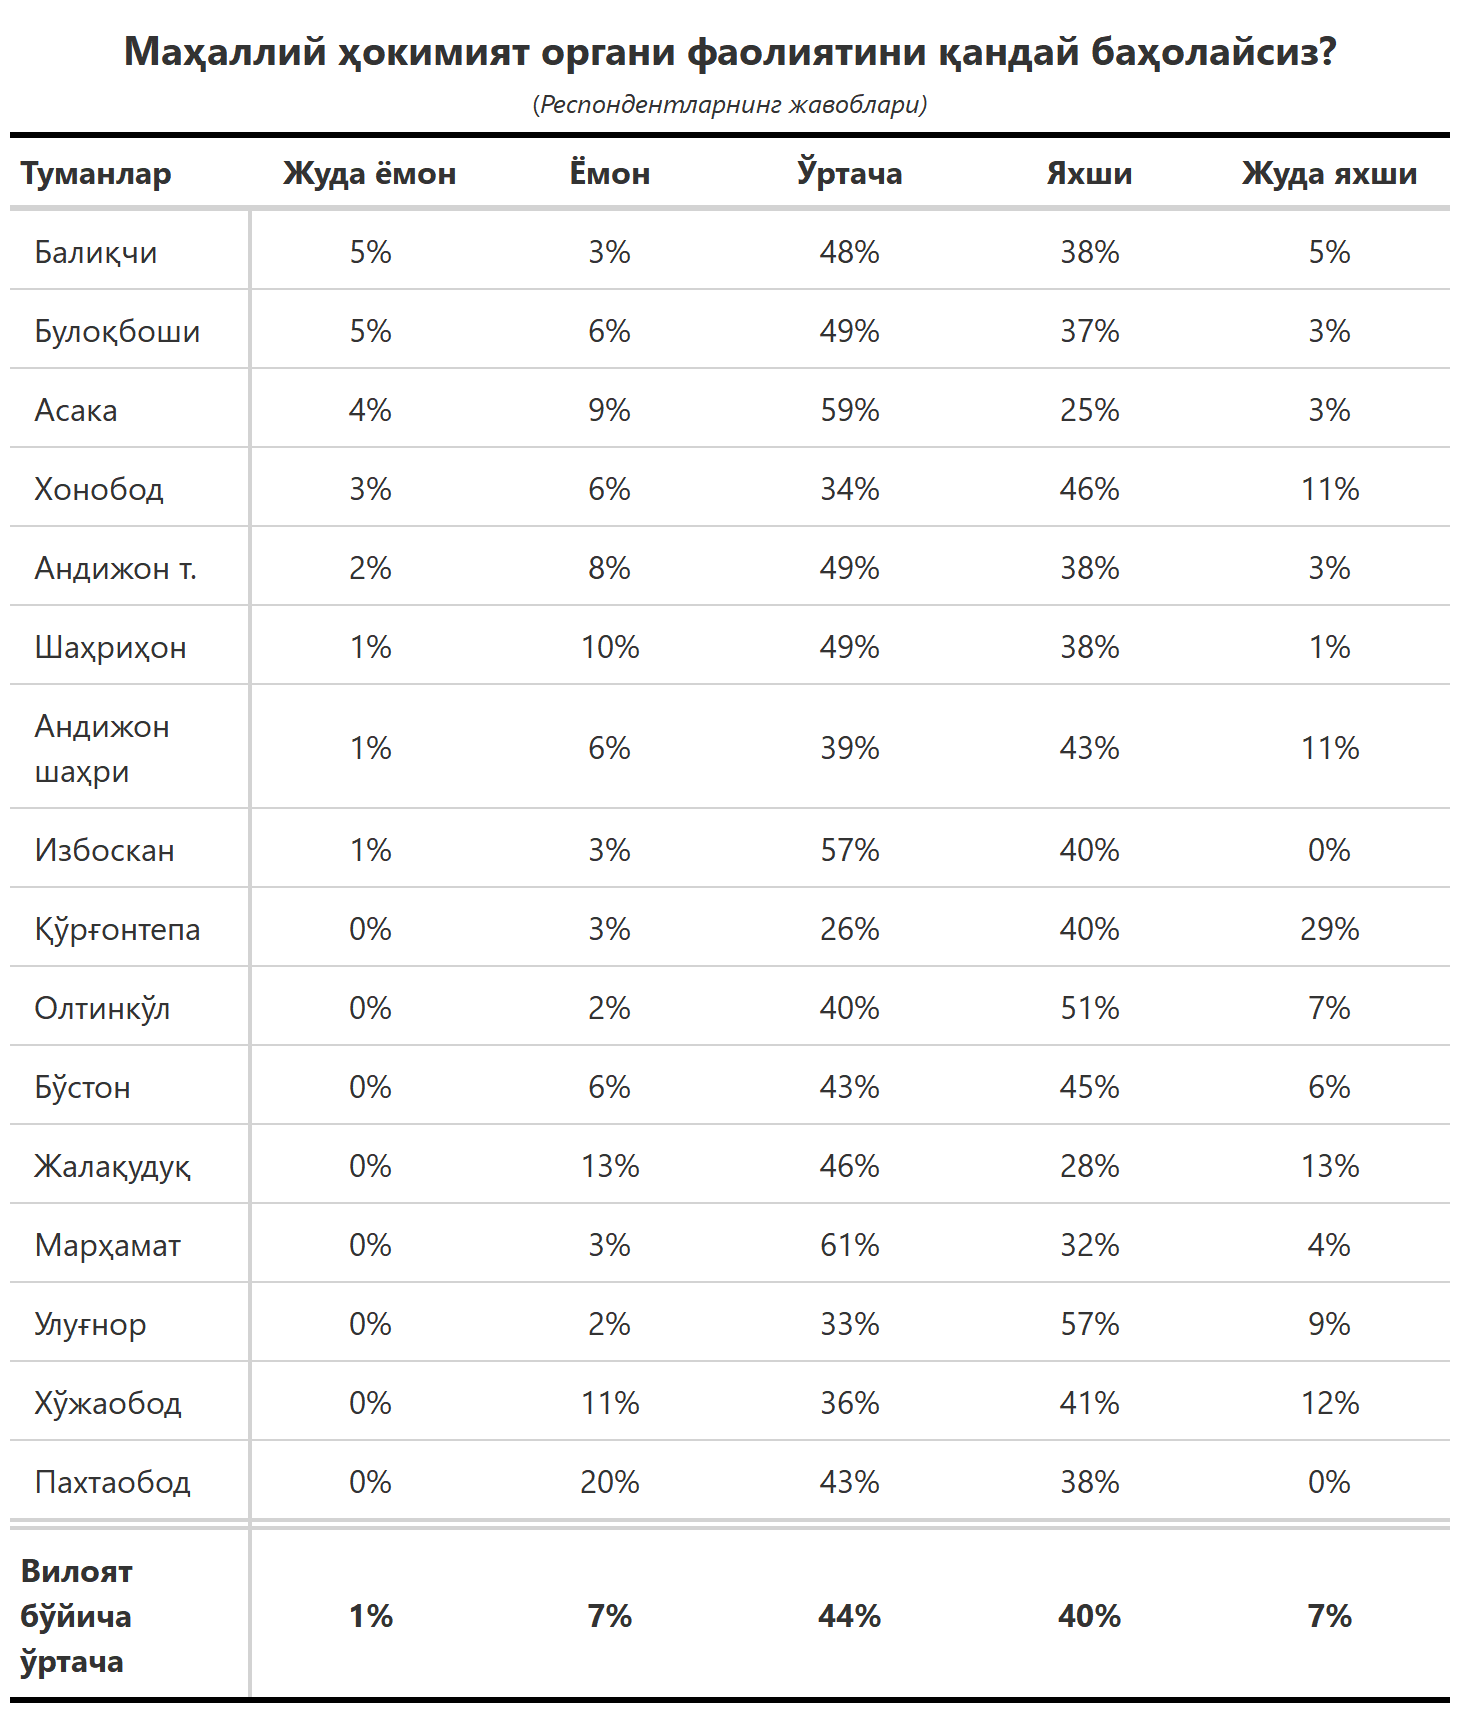 Маҳаллий ҳокимият органи фаолиятини қандай баҳолайсиз?
(Респондентларнинг жавоблари)
Туманлар Жуда ёмон Ёмон Ўртача Яхши Жуда яхши
Балиқчи 5% 3% 48% 38% 5%
Булоқбоши 5% 6% 49% 37% 3%
Асака 4% 9% 59% 25% 3%
Хонобод 3% 6% 34% 46% 11%
Андижон т. 2% 8% 49% 38% 3%
Шаҳриҳон 1% 10% 49% 38% 1%
Андижон
шаҳри 1% 6% 39% 43% 11%
Избоскан 1% 3% 57% 40% 0%
Қўрғонтепа 0% 3% 26% 40% 29%
Олтинкўл 0% 2% 40% 51% 7%
Бўстон 0% 6% 43% 45% 6%
Жалақудуқ 0% 13% 46% 28% 13%
Марҳамат 0% 3% 61% 32% 4%
Улуғнор 0% 2% 33% 57% 9%
Хўжаобод 0% 11% 36% 41% 12%
Пахтаобод 0% 20% 43% 38% 0%
Вилоят
бўйича 1% 7% 44% 40% 7%
ўртача